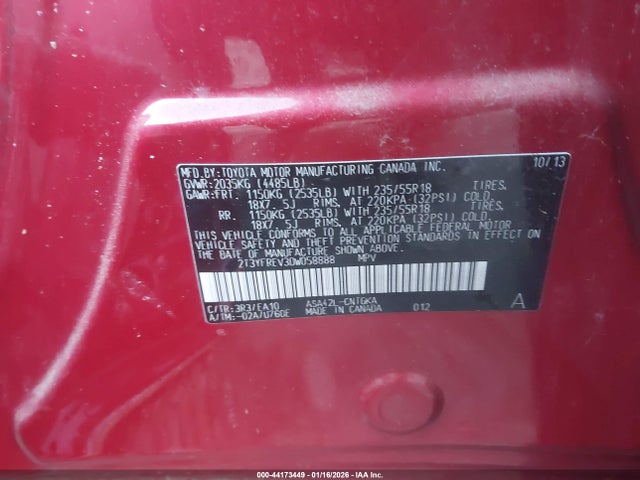 MFD.BY:TOYOTA MOTOR MANUFACTURING CANADA INC. 10/13
GVWR:2035KG (4485LB)
GAWR:FRT. 1150KG (2535LB) WITH 235/55R18 TIRES.
18X7. 5J RIMS. AT 220KPA (32PSI) COLD.
RR. 1150KG (2535LB) WITH 235/55R18 TIRES.
18X7. 5J RIMS. AT 220KPA (32PSI) COLD.
THIS VEHICLE CONFORMS TO ALL APPLICABLE FEDERAL MOTOR
VEHICLE SAFETY AND THEFT PREVENTION STANDARDS IN EFFECT ON
THE DATE OF MANUFACTURE SHOWN ABOVE.
2T3YFREV3DW058888 MPV
C/TR:3R3/EA10 ASA42L-CNTGKA A
A/TM:-02A/U760E MADE IN CANADA 012
000-44173449 - 01/16/2026 - IAA Inc.